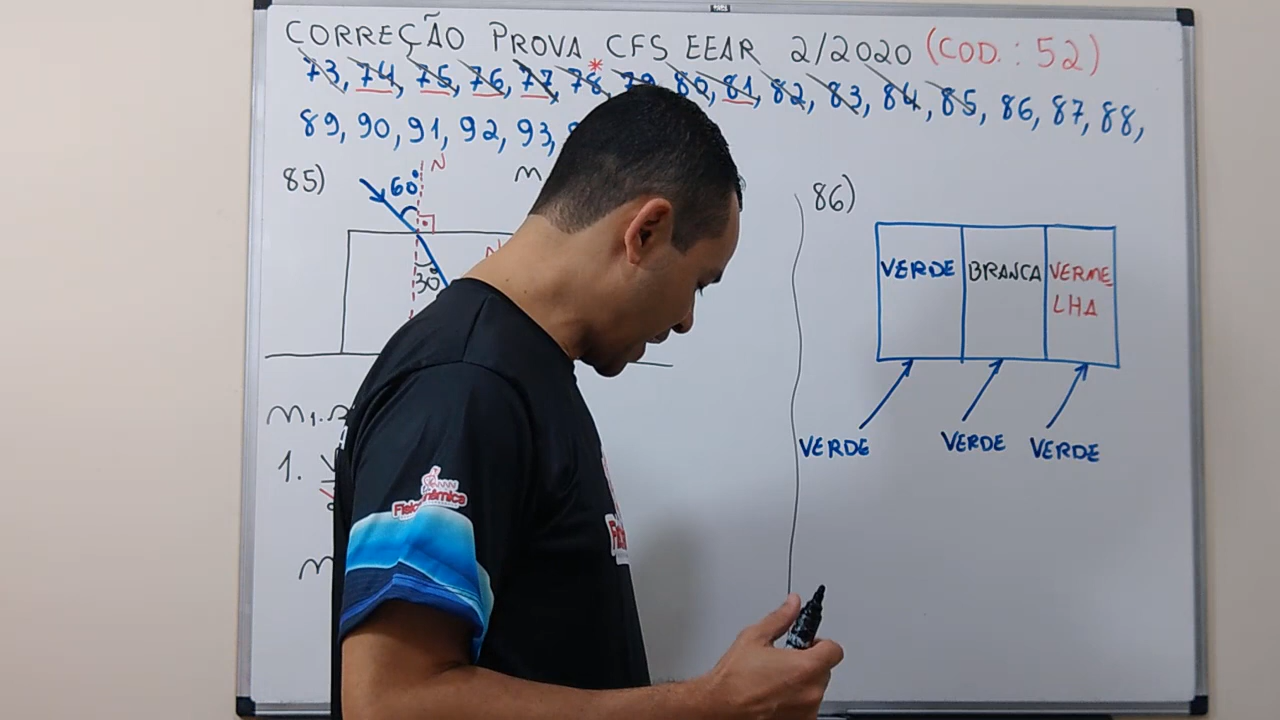 CORREÇÃO PROVA CFS EEAR 2/2020 (COD.: 52)
73, 74, 75, 76, 77, 78*, 79, 80, 81, 82, 83, 84, 85, 86, 87, 88,
89, 90, 91, 92, 93,
85)
N
60°
30°
N
1.
86)
VERDE BRANCA VERME
LHA
VERDE VERDE VERDE